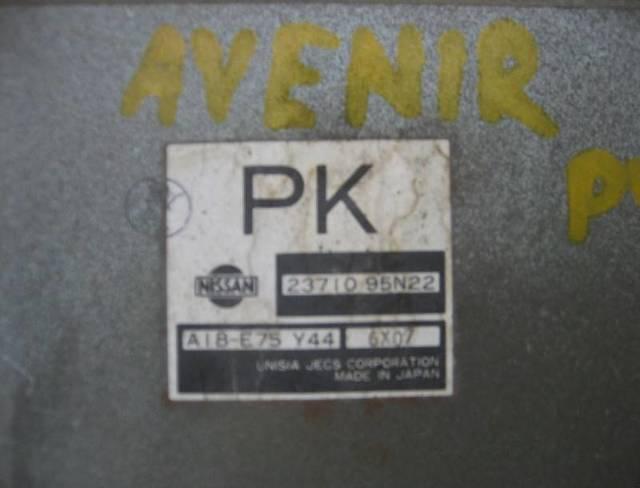 AVENIR
PK
NISSAN
23710 95N22
A18-E75 Y44 6X07
UNISIA JECS CORPORATION
MADE IN JAPAN